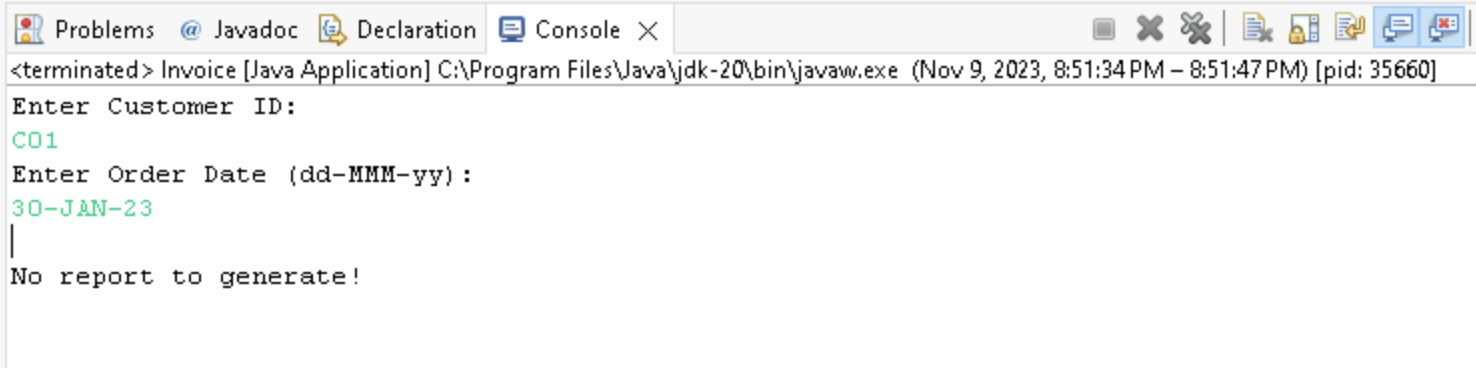 Problems @ Javadoc Declaration Console
<terminated> Invoice [Java Application] C:\Program Files\Java\jdk-20\bin\javaw.exe (Nov 9, 2023, 8:51:34 PM – 8:51:47 PM) [pid: 35660]
Enter Customer ID:
C01
Enter Order Date (dd-MMM-yy):
30-JAN-23
No report to generate!